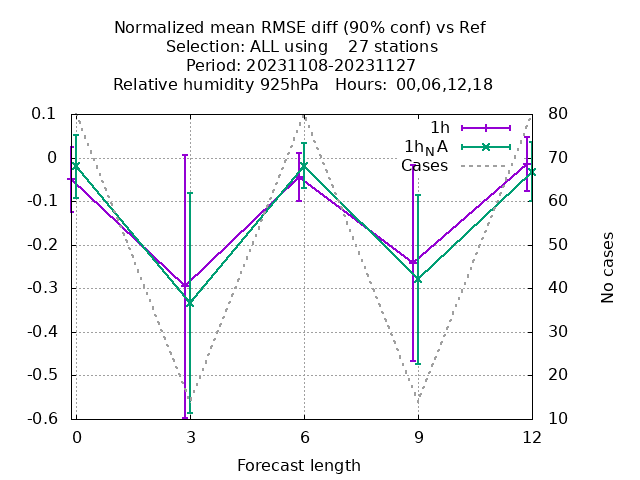 Normalized mean RMSE diff (90% conf) vs Ref
Selection: ALL using    27 stations
Period: 20231108-20231127
Relative humidity 925hPa   Hours:  00,06,12,18
0.1
0
-0.1
-0.2
-0.3
-0.4
-0.5
-0.6
1h
1h_N A
Cases
80
70
60
50
40
30
20
10
No cases
0
3
6
9
12
Forecast length